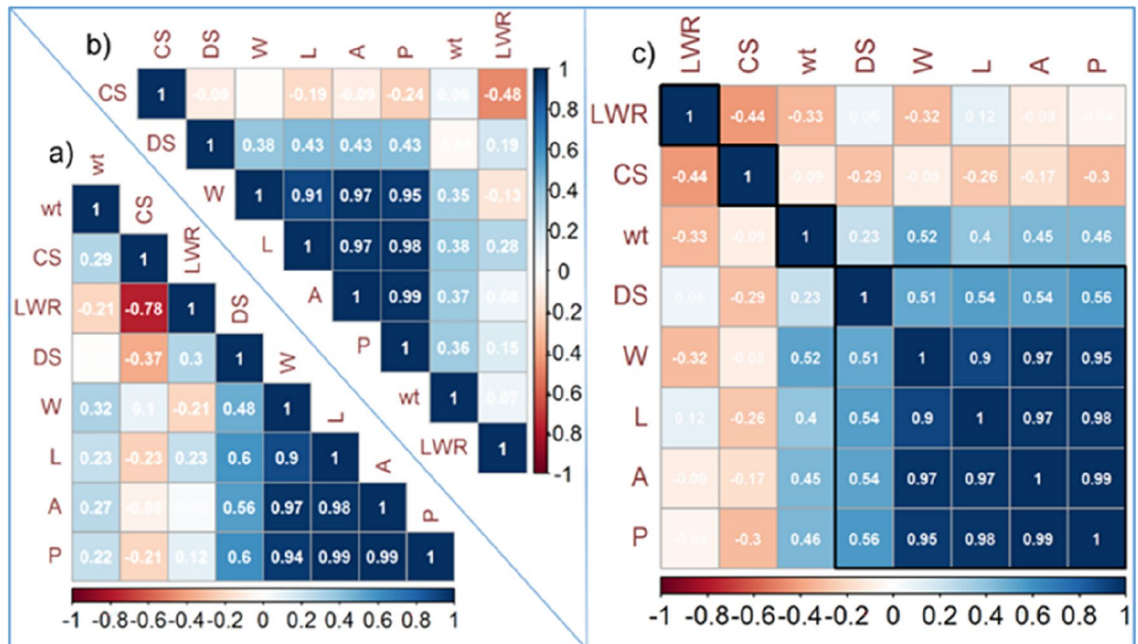 b)
CS DS W L A P wt LWR
CS 1 -0.09 -0.19 -0.09 -0.24 0.06 -0.48
DS 1 0.38 0.43 0.43 0.43 -0.04 0.19
W 1 0.91 0.97 0.95 0.35 -0.13
L 1 0.97 0.98 0.38 0.28
A 1 0.99 0.37 0.08
P 1 0.36 0.15
wt 1 0.07
LWR 1
1
0.8
0.6
0.4
0.2
0
-0.2
-0.4
-0.6
-0.8
-1
a)
wt CS LWR DS W L A P
wt 1
CS 0.29 1
LWR -0.21 -0.78 1
DS -0.37 0.3 1
W 0.32 0.1 -0.21 0.48 1
L 0.23 -0.23 0.23 0.6 0.9 1
A 0.27 0.56 0.97 0.98 1
P 0.22 -0.21 0.12 0.6 0.94 0.99 0.99 1
-1 -0.8 -0.6 -0.4 -0.2 0 0.2 0.4 0.6 0.8 1
c)
LWR CS wt DS W L A P
LWR 1 -0.44 -0.33 0.06 -0.32 0.12 -0.09 -0.04
CS -0.44 1 -0.09 -0.29 -0.26 -0.17 -0.3
wt -0.33 -0.09 1 0.23 0.52 0.4 0.45 0.46
DS 0.06 -0.29 0.23 1 0.51 0.54 0.54 0.56
W -0.32 0.52 0.51 1 0.9 0.97 0.95
L 0.12 -0.26 0.4 0.54 0.9 1 0.97 0.98
A -0.09 -0.17 0.45 0.54 0.97 0.97 1 0.99
P -0.04 -0.3 0.46 0.56 0.95 0.98 0.99 1
-1 -0.8 -0.6 -0.4 -0.2 0 0.2 0.4 0.6 0.8 1